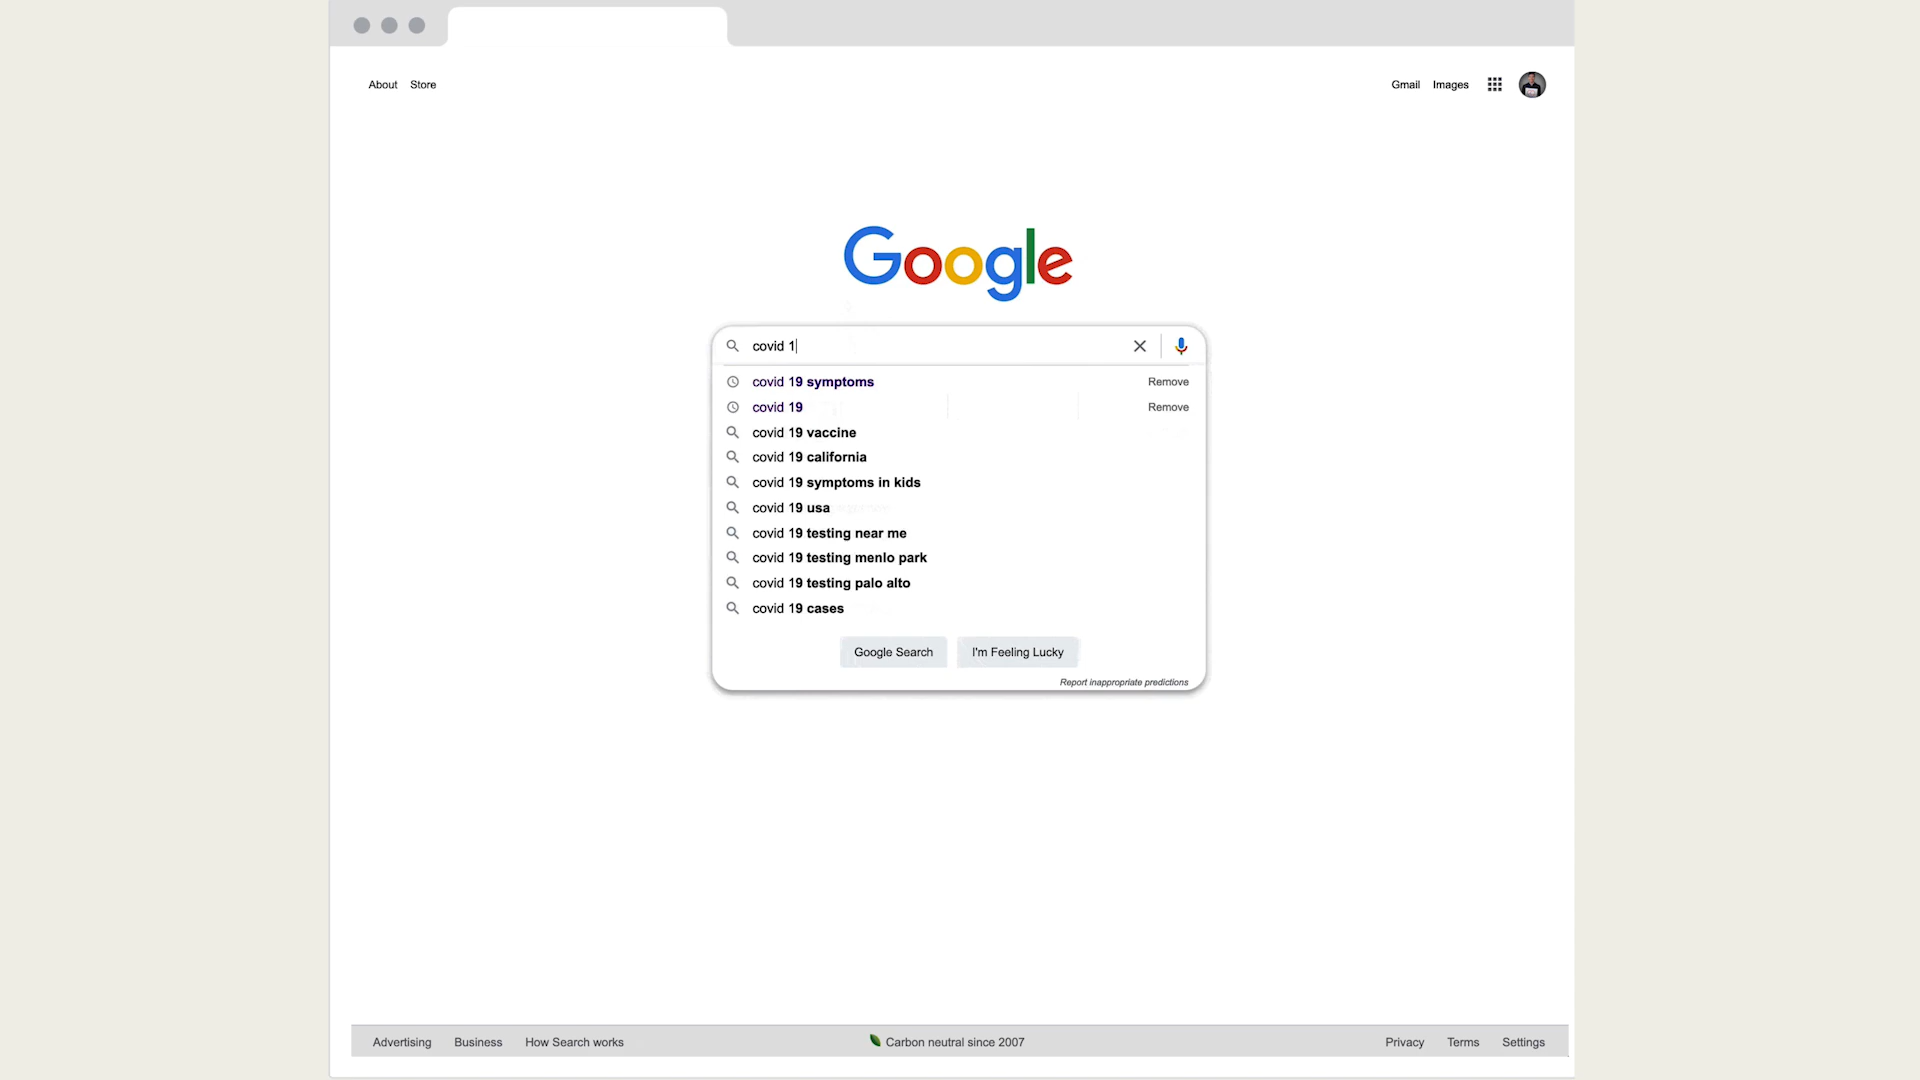 About Store
Gmail Images
Google
covid 1
covid 19 symptoms Remove
covid 19 Remove
covid 19 vaccine
covid 19 california
covid 19 symptoms in kids
covid 19 usa
covid 19 testing near me
covid 19 testing menlo park
covid 19 testing palo alto
covid 19 cases
Google Search I'm Feeling Lucky
Report inappropriate predictions
Advertising Business How Search works Carbon neutral since 2007 Privacy Terms Settings